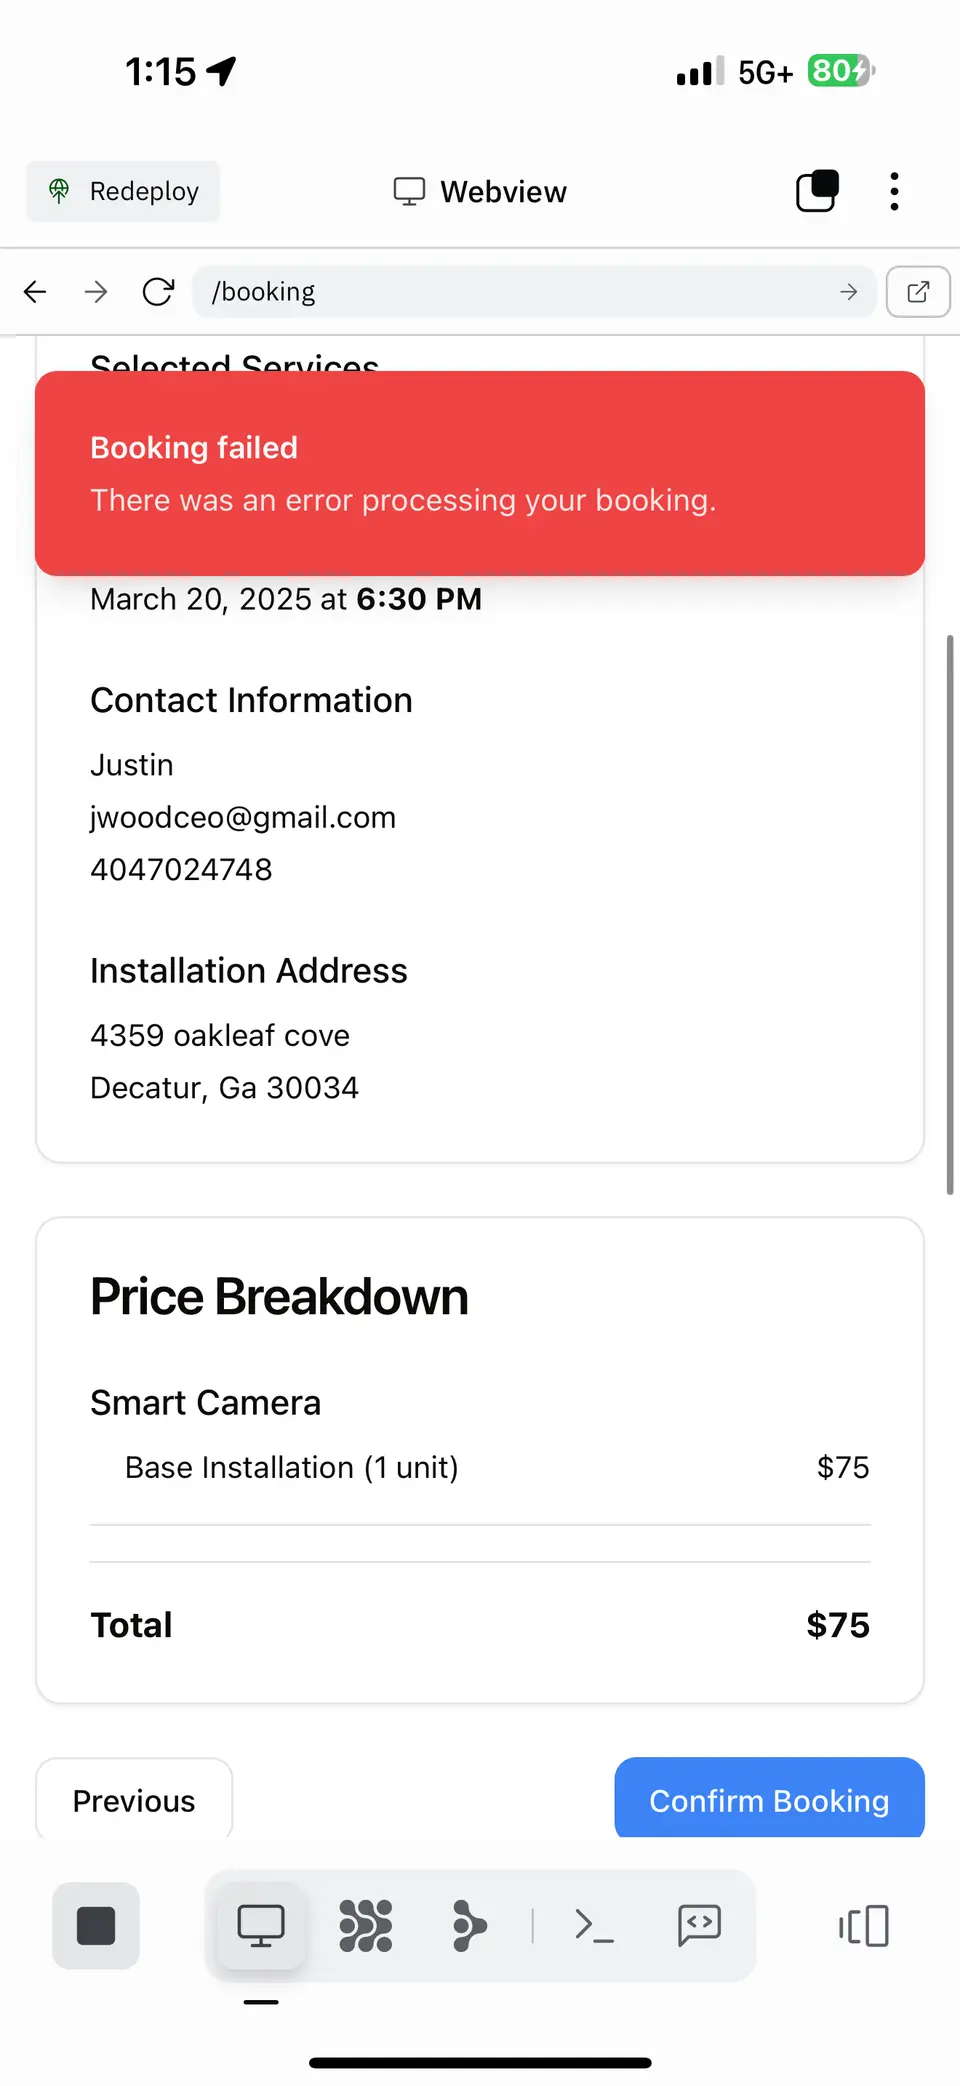 1:15
5G+
80
Redeploy
Webview
/booking
Selected Services
Booking failed
There was an error processing your booking.
March 20, 2025 at 6:30 PM
Contact Information
Justin
jwoodceo@gmail.com
4047024748
Installation Address
4359 oakleaf cove
Decatur, Ga 30034
Price Breakdown
Smart Camera
Base Installation (1 unit) $75
Total $75
Previous
Confirm Booking